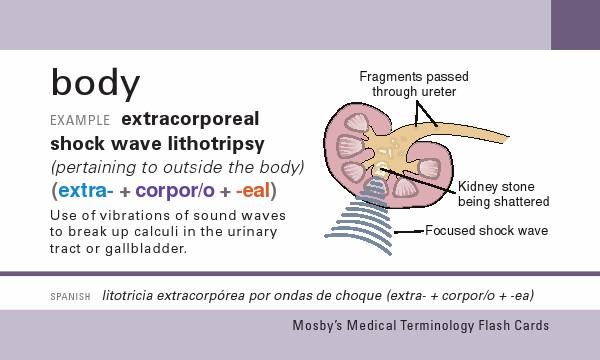 body
EXAMPLE extracorporeal
shock wave lithotripsy
(pertaining to outside the body)
(extra- + corpor/o + -eal)
Use of vibrations of sound waves
to break up calculi in the urinary
tract or gallbladder.
Fragments passed
through ureter
Kidney stone
being shattered
Focused shock wave
SPANISH litotricia extracorpórea por ondas de choque (extra- + corpor/o + -ea)
Mosby's Medical Terminology Flash Cards